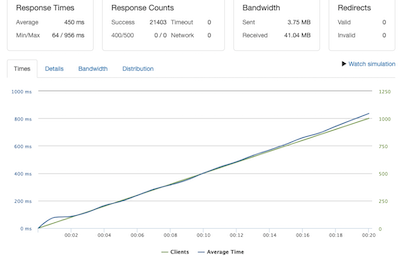 Response Times
Average 450 ms
Min/Max 64 / 956 ms
Response Counts
Success 21403 Timeout 0
400/500 0 / 0 Network 0
Bandwidth
Sent 3.75 MB
Received 41.04 MB
Redirects
Valid 0
Invalid 0
Times Details Bandwidth Distribution
▶ Watch simulation
1000 ms 1250
800 ms 1000
600 ms 750
400 ms 500
200 ms 250
0 ms 0
00:02 00:04 00:06 00:08 00:10 00:12 00:14 00:16 00:18 00:20
Clients Average Time